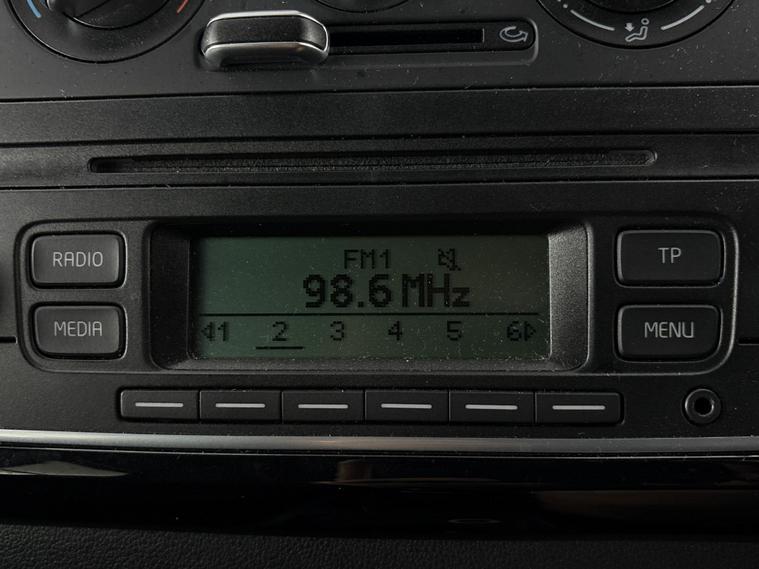 RADIO
MEDIA
FM1
98.6 MHz
1 2 3 4 5 6
TP
MENU